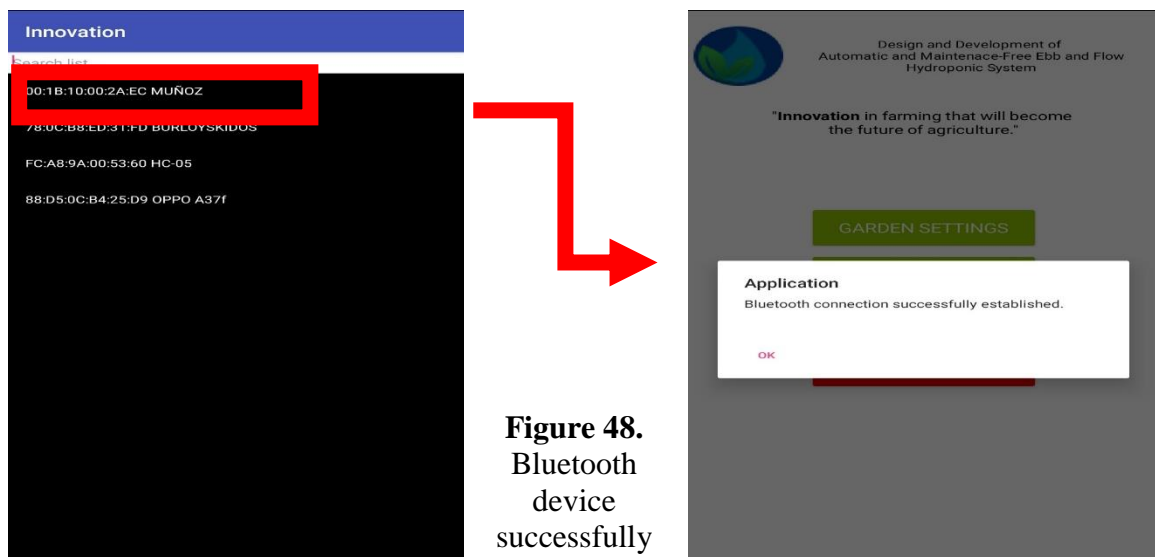 Innovation
Search list...
00:1B:10:00:2A:EC MUÑOZ
78:0C:B8:ED:31:FD BURLOYSKIDOS
FC:A8:9A:00:53:60 HC-05
88:D5:0C:B4:25:D9 OPPO A37f
Figure 48.
Bluetooth
device
successfully
Design and Development of
Automatic and Maintenace-Free Ebb and Flow
Hydroponic System
"Innovation in farming that will become
the future of agriculture."
GARDEN SETTINGS
Application
Bluetooth connection successfully established.
OK